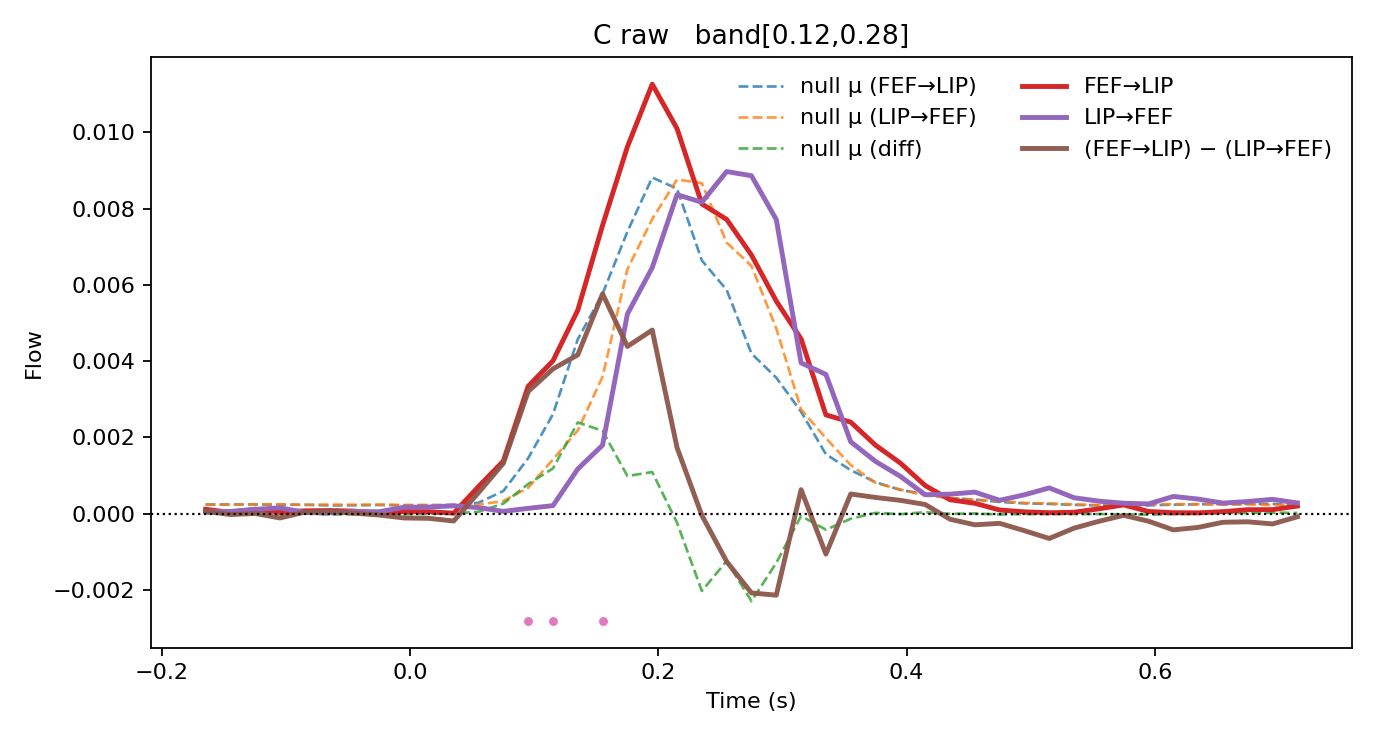 C raw   band[0.12,0.28]
null μ (FEF→LIP)
null μ (LIP→FEF)
null μ (diff)
FEF→LIP
LIP→FEF
(FEF→LIP) − (LIP→FEF)
Flow
0.010
0.008
0.006
0.004
0.002
0.000
−0.002
−0.2
0.0
0.2
0.4
0.6
Time (s)